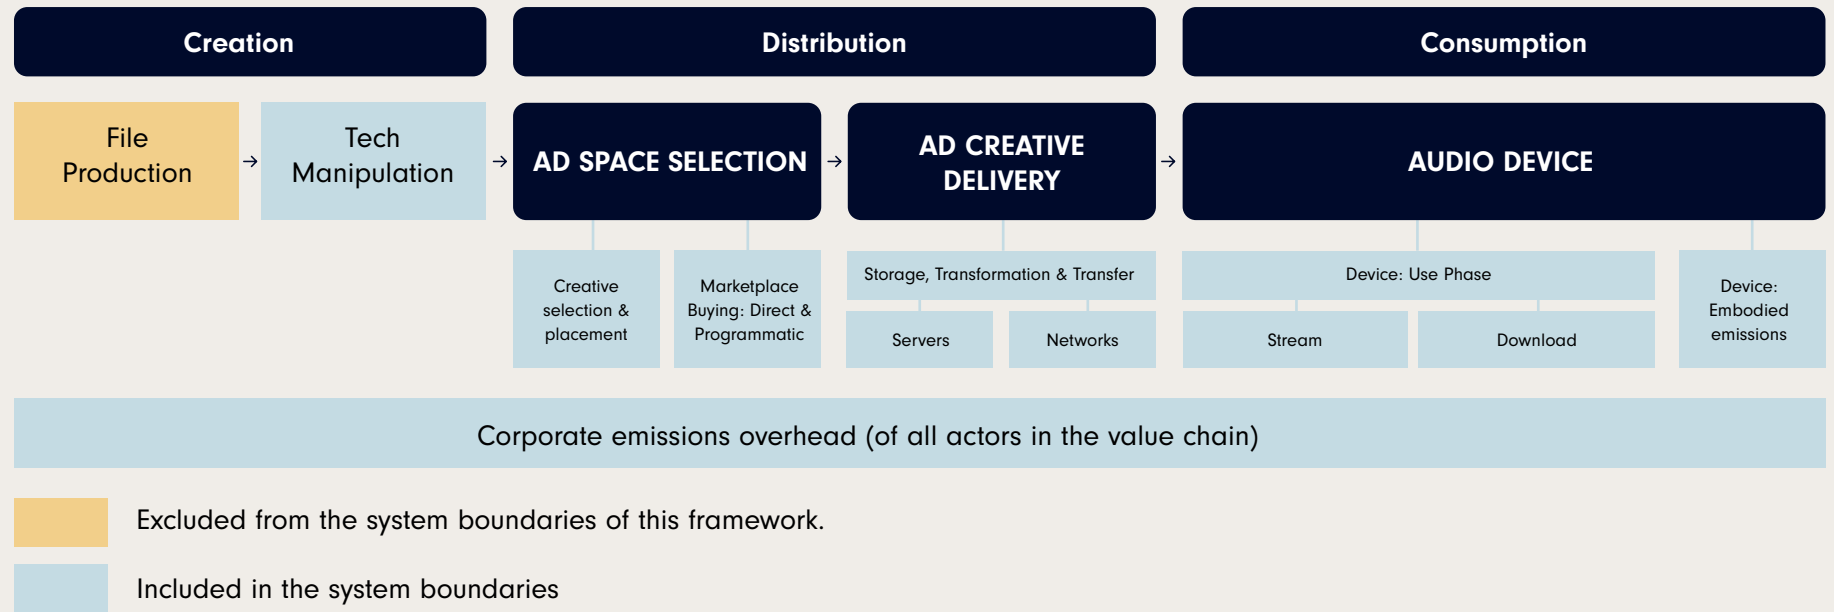 Creation
Distribution
Consumption
File
Production
Tech
Manipulation
AD SPACE SELECTION
AD CREATIVE
DELIVERY
AUDIO DEVICE
Creative
selection &
placement
Marketplace
Buying: Direct &
Programmatic
Storage, Transformation & Transfer
Servers
Networks
Device: Use Phase
Stream
Download
Device:
Embodied
emissions
Corporate emissions overhead (of all actors in the value chain)
Excluded from the system boundaries of this framework.
Included in the system boundaries